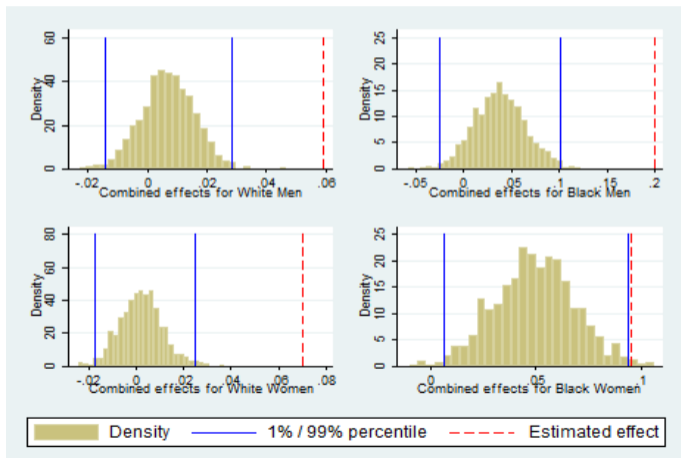 Density
0 20 40 60
-.02 0 .02 .04 .06
Combined effects for White Men
Density
0 5 10 15 20 25
-.05 0 .05 .1 .15 .2
Combined effects for Black Men
Density
0 20 40 60 80
-.02 0 .02 .04 .06 .08
Combined effects for White Women
Density
0 5 10 15 20 25
0 .05 .1
Combined effects for Black Women
Density 1% / 99% percentile Estimated effect